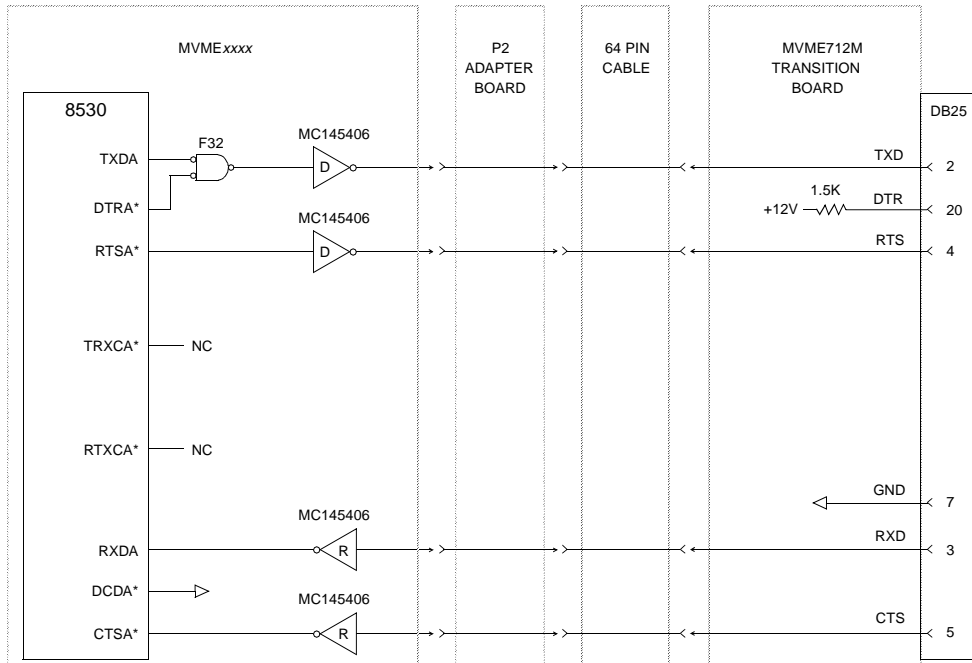 MVMExxxx
P2
ADAPTER
BOARD
64 PIN
CABLE
MVME712M
TRANSITION
BOARD
8530
DB25
F32
MC145406
TXDA
D
TXD
2
1.5K
DTR
DTRA*
+12V
20
MC145406
RTS
RTSA*
D
4
TRXCA*
NC
RTXCA*
NC
GND
7
MC145406
RXD
RXDA
R
3
DCDA*
MC145406
CTS
CTSA*
R
5